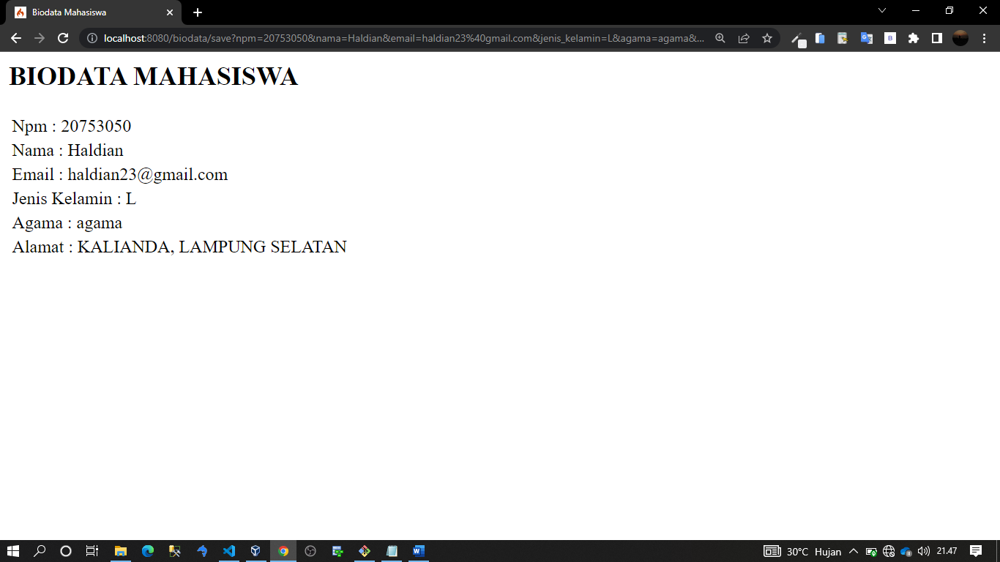 Biodata Mahasiswa
localhost:8080/biodata/save?npm=20753050&nama=Haldian&email=haldian23%40gmail.com&jenis_kelamin=L&agama=agama&...
B
BIODATA MAHASISWA
Npm : 20753050
Nama : Haldian
Email : haldian23@gmail.com
Jenis Kelamin : L
Agama : agama
Alamat : KALIANDA, LAMPUNG SELATAN
30°C Hujan 21.47